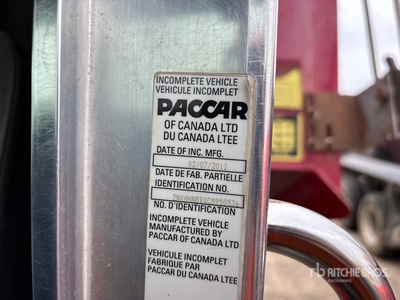 INCOMPLETE VEHICLE
VEHICULE INCOMPLET
PACCAR
OF CANADA LTD
DU CANADA LTEE
DATE OF INC. MFG.
02/07/2011
DATE DE FAB. PARTIELLE
IDENTIFICATION NO.
NO. D'IDENTIFICATION
INCOMPLETE VEHICLE
MANUFACTURED BY
PACCAR OF CANADA LTD
VEHICULE INCOMPLET
FABRIQUE PAR
PACCAR DU CANADA LTEE
rb RITCHIE BROS.
Auctioneers